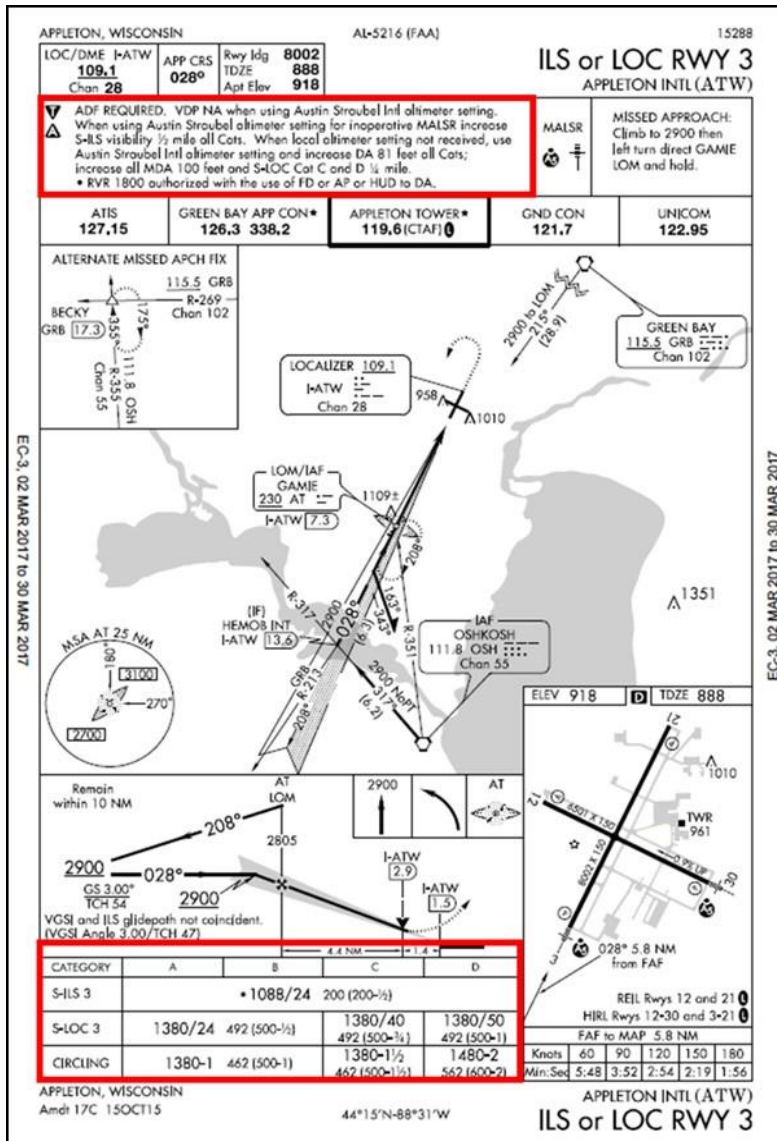 APPLETON, WISCONSIN
AL-5216 (FAA)
15288
LOC/DME I-ATW
109.1
Chan 28
APP CRS
028°
Rwy ldg 8002
TDZE 888
Apt Elev 918
ILS or LOC RWY 3
APPLETON INTL (ATW)
T
A
ADF REQUIRED. VDP NA when using Austin Straubel Intl altimeter setting.
When using Austin Straubel altimeter setting for inoperative MALSR increase
S-ILS visibility ½ mile all Cats. When local altimeter setting not received, use
Austin Straubel Intl altimeter setting and increase DA 81 feet all Cats;
increase all MDA 100 feet and S-LOC Cat C and D ¼ mile.
• RVR 1800 authorized with the use of FD or AP or HUD to DA.
MALSR
A5
MISSED APPROACH:
Climb to 2900 then
left turn direct GAMIE
LOM and hold.
ATIS
127.15
GREEN BAY APP CON★
126.3 338.2
APPLETON TOWER★
119.6 (CTAF) L
GND CON
121.7
UNICOM
122.95
ALTERNATE MISSED APCH FIX
115.5 GRB
R-269
Chan 102
BECKY
GRB 17.3
175°
355°
111.8 OSH
R-355
Chan 55
2900 to LOM
215°
(28.9)
GREEN BAY
115.5 GRB
Chan 102
LOCALIZER 109.1
I-ATW
Chan 28
958
1010
LOM/IAF
GAMIE
230 AT
I-ATW 7.3
1109±
208°
163°
343°
R-351
R-317
2900
028°
(6.3)
(IF)
HEMOB INT
I-ATW 13.6
GRB
R-213
208°
2900 NoPT
317°
(6.2)
IAF
OSHKOSH
111.8 OSH
Chan 55
1351
MSA AT 25 NM
180°
3100
270°
2700
EC-3, 02 MAR 2017 to 30 MAR 2017
EC-3, 02 MAR 2017 to 30 MAR 2017
ELEV 918
D
TDZE 888
21
1010
12
6501 X 150
TWR
961
8002 X 150
0.9% UP
30
3
028° 5.8 NM
from FAF
REIL Rwys 12 and 21 L
HIRL Rwys 12-30 and 3-21 L
FAF to MAP 5.8 NM
Knots 60 90 120 150 180
Min:Sec 5:48 3:52 2:54 2:19 1:56
Remain
within 10 NM
AT
LOM
208°
2805
2900
028°
2900
GS 3.00°
TCH 54
VGSI and ILS glidepath not coincident.
(VGSI Angle 3.00/TCH 47)
2900
AT
I-ATW
2.9
I-ATW
1.5
4.4 NM
1.4
CATEGORY A B C D
S-ILS 3 • 1088/24 200 (200-½)
S-LOC 3 1380/24 492 (500-½) 1380/40 492 (500-¾) 1380/50 492 (500-1)
CIRCLING 1380-1 462 (500-1) 1380-1½ 462 (500-1½) 1480-2 562 (600-2)
APPLETON, WISCONSIN
Amdt 17C 15OCT15
44°15'N-88°31'W
APPLETON INTL (ATW)
ILS or LOC RWY 3